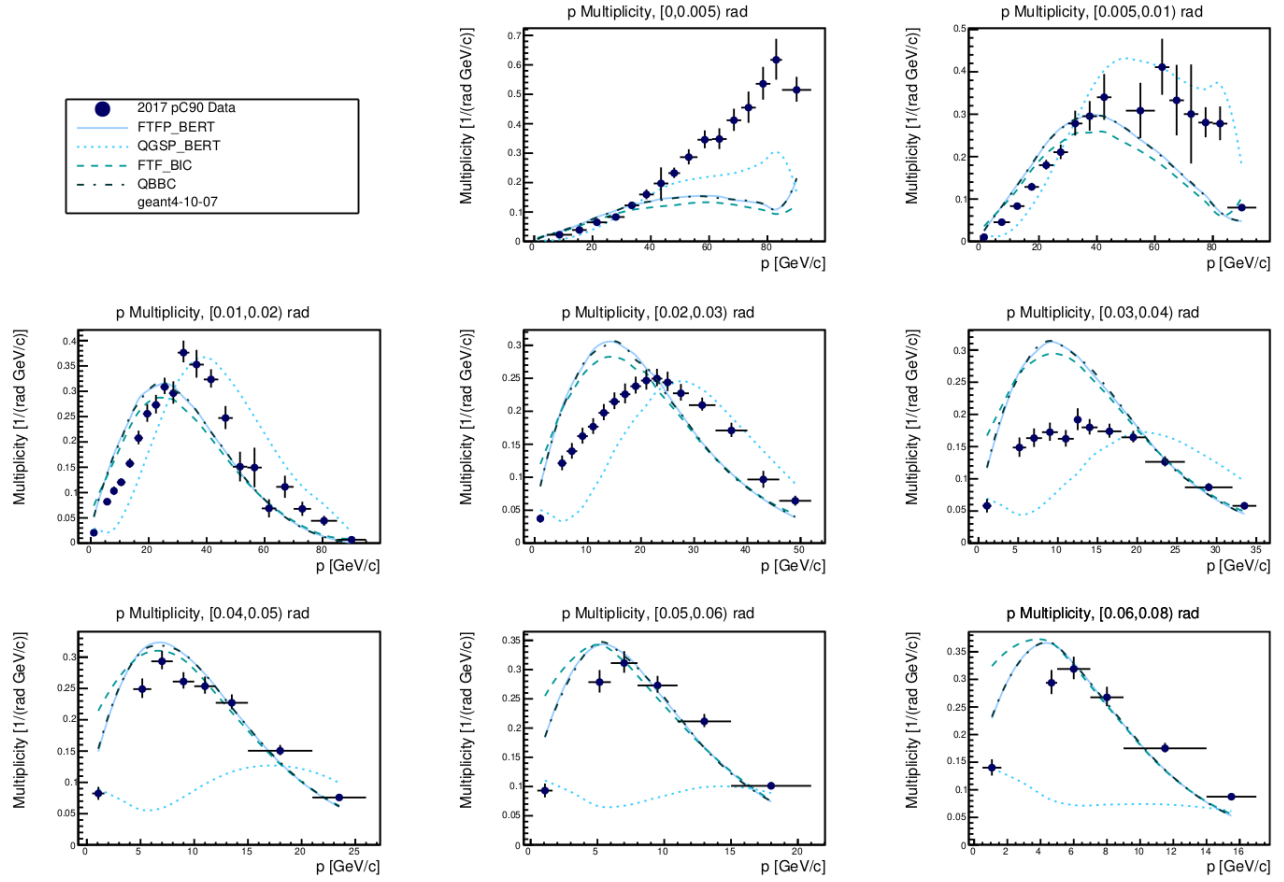 2017 pC90 Data
FTFP_BERT
QGSP_BERT
FTF_BIC
QBBC
geant4-10-07
p Multiplicity, [0,0.005) rad
Multiplicity [1/(rad GeV/c)]
0.7
0.6
0.5
0.4
0.3
0.2
0.1
0
0 20 40 60 80
p [GeV/c]
p Multiplicity, [0.005,0.01) rad
Multiplicity [1/(rad GeV/c)]
0.5
0.4
0.3
0.2
0.1
0
0 20 40 60 80
p [GeV/c]
p Multiplicity, [0.01,0.02) rad
Multiplicity [1/(rad GeV/c)]
0.4
0.35
0.3
0.25
0.2
0.15
0.1
0.05
0
0 20 40 60 80
p [GeV/c]
p Multiplicity, [0.02,0.03) rad
Multiplicity [1/(rad GeV/c)]
0.3
0.25
0.2
0.15
0.1
0.05
0
0 10 20 30 40 50
p [GeV/c]
p Multiplicity, [0.03,0.04) rad
Multiplicity [1/(rad GeV/c)]
0.3
0.25
0.2
0.15
0.1
0.05
0
0 5 10 15 20 25 30 35
p [GeV/c]
p Multiplicity, [0.04,0.05) rad
Multiplicity [1/(rad GeV/c)]
0.3
0.25
0.2
0.15
0.1
0.05
0
0 5 10 15 20 25
p [GeV/c]
p Multiplicity, [0.05,0.06) rad
Multiplicity [1/(rad GeV/c)]
0.35
0.3
0.25
0.2
0.15
0.1
0.05
0
0 5 10 15 20
p [GeV/c]
p Multiplicity, [0.06,0.08) rad
Multiplicity [1/(rad GeV/c)]
0.35
0.3
0.25
0.2
0.15
0.1
0.05
0
0 2 4 6 8 10 12 14 16
p [GeV/c]